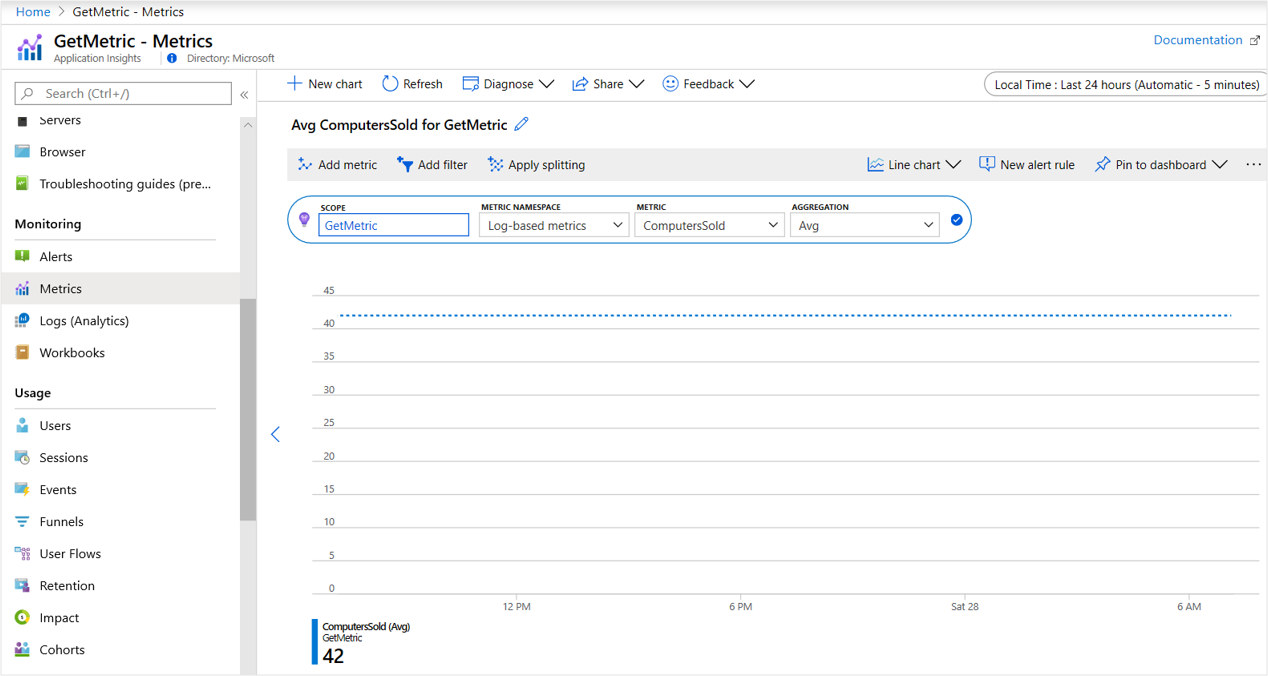 Home > GetMetric - Metrics
GetMetric - Metrics
Application Insights
Directory: Microsoft
Documentation
Search (Ctrl+/)
«
Servers
Browser
Troubleshooting guides (pre...
Monitoring
Alerts
Metrics
Logs (Analytics)
Workbooks
Usage
Users
Sessions
Events
Funnels
User Flows
Retention
Impact
Cohorts
New chart
Refresh
Diagnose
Share
Feedback
Local Time : Last 24 hours (Automatic - 5 minutes)
Avg ComputersSold for GetMetric
Add metric
Add filter
Apply splitting
Line chart
New alert rule
Pin to dashboard
...
SCOPE
GetMetric
METRIC NAMESPACE
Log-based metrics
METRIC
ComputersSold
AGGREGATION
Avg
45
40
35
30
25
20
15
10
5
0
12 PM
6 PM
Sat 28
6 AM
ComputersSold (Avg)
GetMetric
42